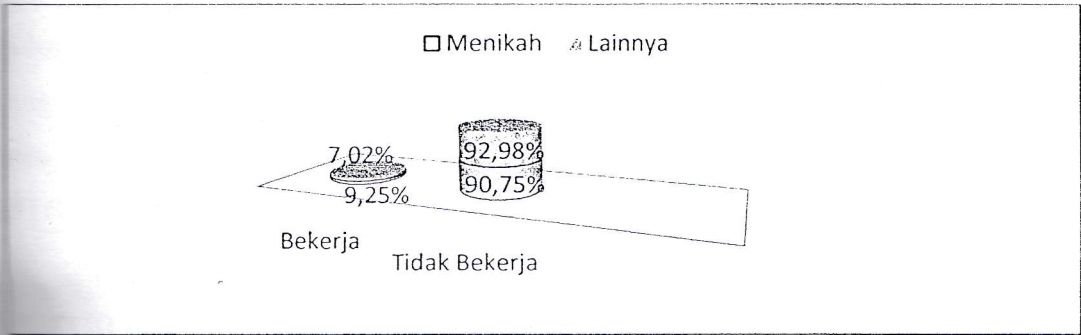 Menikah Lainnya
7,02% 92,98%
9,25% 90,75%
Bekerja
Tidak Bekerja